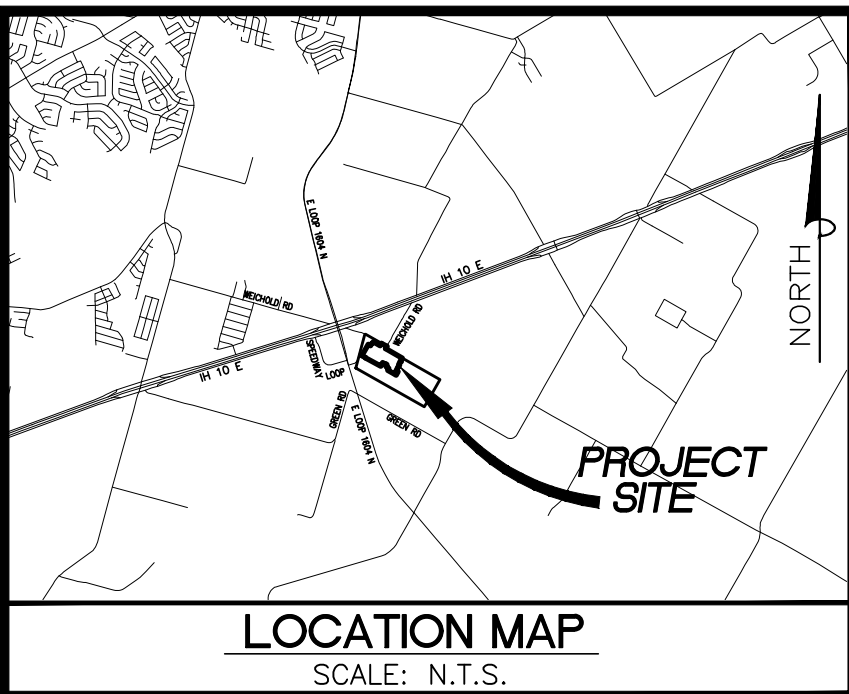 E LOOP 1604 N
IH 10 E
WEICHOLD RD
WEICHOLD RD
SPEEDWAY
LOOP
IH 10 E
GREEN RD
E LOOP 1604 N
GREEN RD
NORTH
PROJECT
SITE
LOCATION MAP
SCALE: N.T.S.